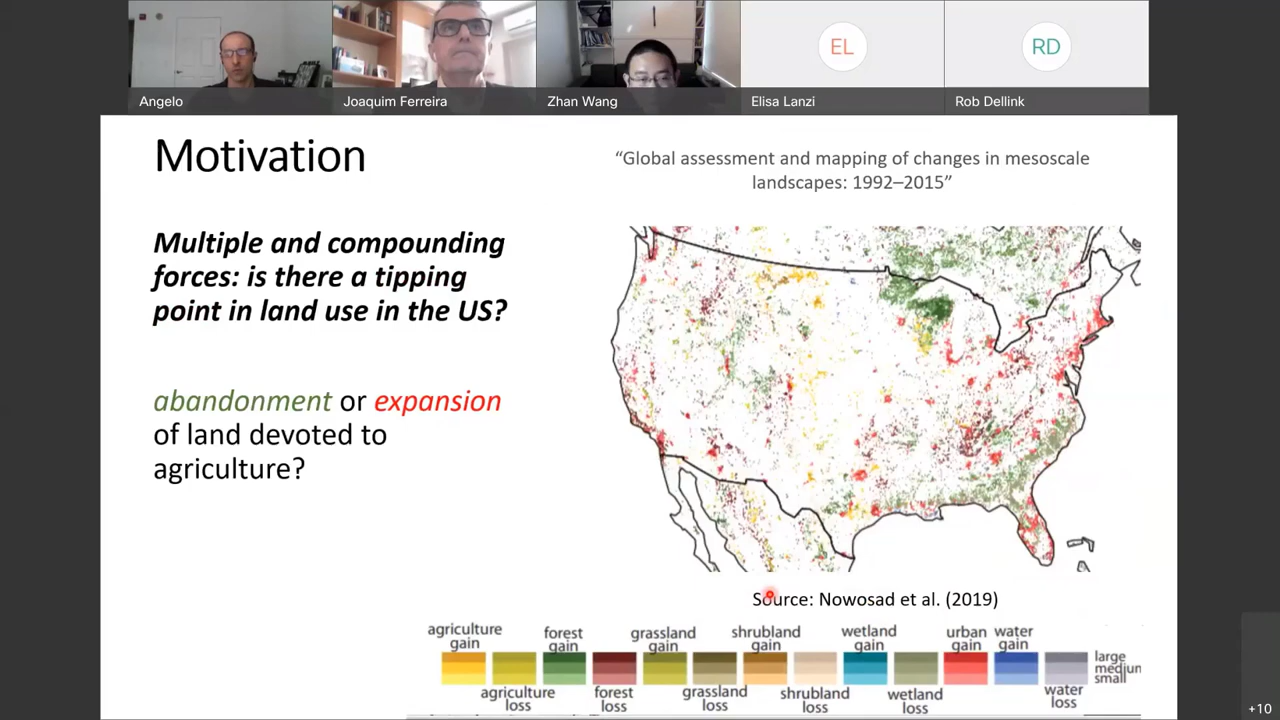 EL
RD
Angelo
Joaquim Ferreira
Zhan Wang
Elisa Lanzi
Rob Dellink
Motivation
“Global assessment and mapping of changes in mesoscale
landscapes: 1992–2015”
Multiple and compounding
forces: is there a tipping
point in land use in the US?
abandonment or expansion
of land devoted to
agriculture?
Source: Nowosad et al. (2019)
agriculture
gain
forest
gain
grassland
gain
shrubland
gain
wetland
gain
urban
gain
water
gain
large
medium
small
agriculture
loss
forest
loss
grassland
loss
shrubland
loss
wetland
loss
water
loss
+10